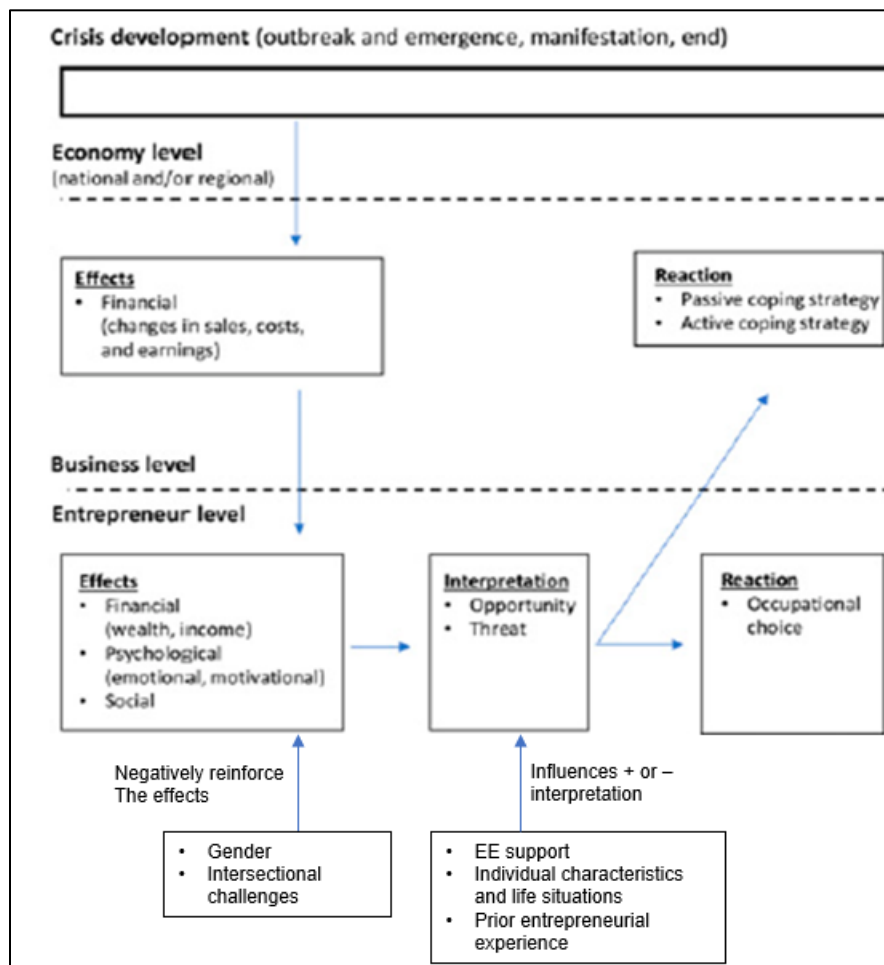 Crisis development (outbreak and emergence, manifestation, end)
Economy level
(national and/or regional)
Effects
• Financial
(changes in sales, costs,
and earnings)
Reaction
• Passive coping strategy
• Active coping strategy
Business level
Entrepreneur level
Effects
• Financial
(wealth, income)
• Psychological
(emotional, motivational)
• Social
Interpretation
• Opportunity
• Threat
Reaction
• Occupational
choice
Negatively reinforce
The effects
Influences + or –
interpretation
• Gender
• Intersectional
challenges
• EE support
• Individual characteristics
and life situations
• Prior entrepreneurial
experience